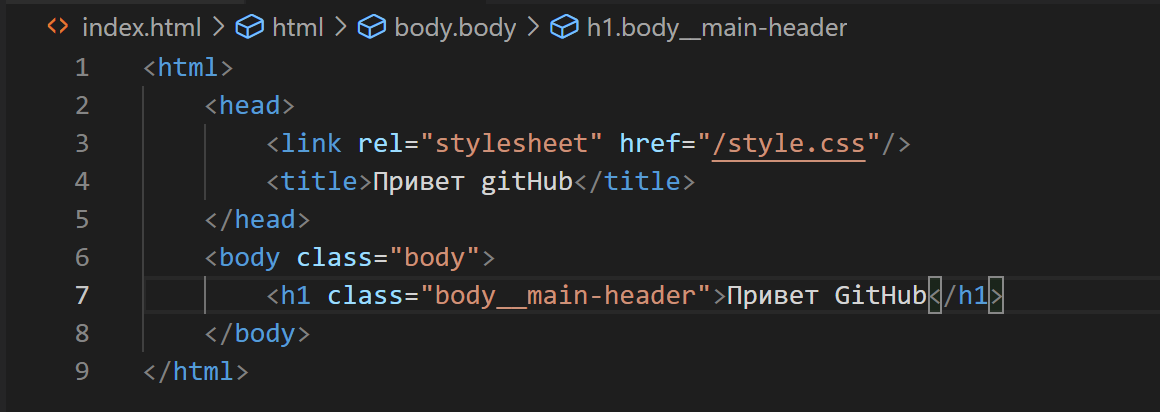 index.html > html > body.body > h1.body__main-header
1 <html>
2 <head>
3 <link rel="stylesheet" href="/style.css"/>
4 <title>Привет gitHub</title>
5 </head>
6 <body class="body">
7 <h1 class="body__main-header">Привет GitHub</h1>
8 </body>
9 </html>